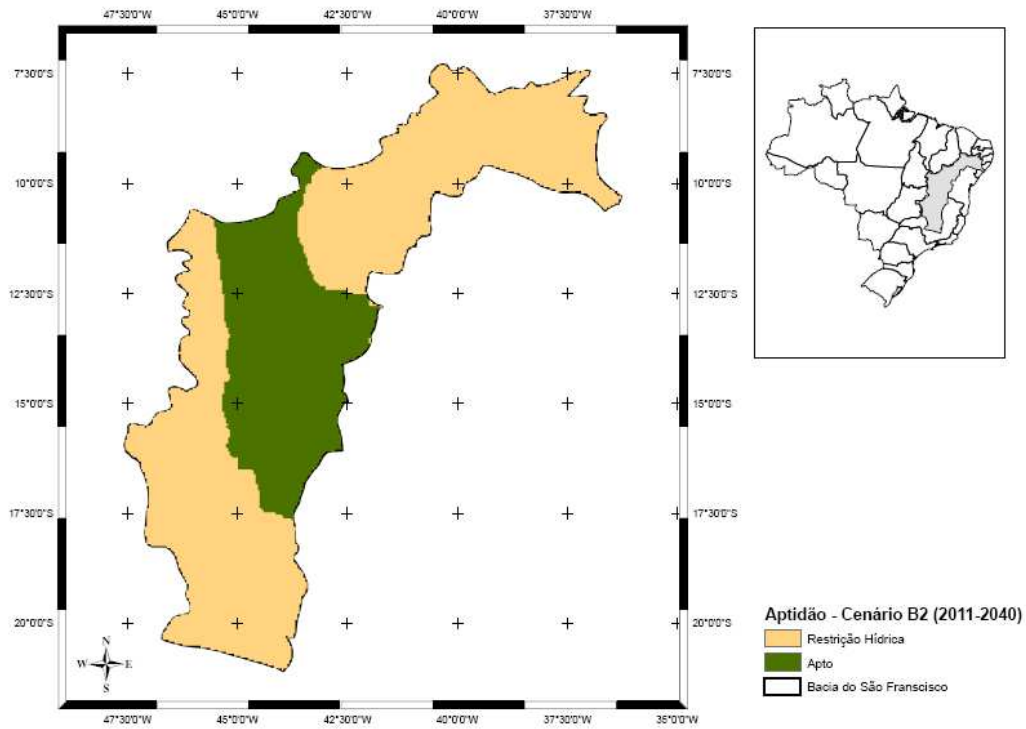 47°30'0"W 45°0'0"W 42°30'0"W 40°0'0"W 37°30'0"W 35°0'0"W
7°30'0"S 7°30'0"S
10°0'0"S 10°0'0"S
12°30'0"S 12°30'0"S
15°0'0"S 15°0'0"S
17°30'0"S 17°30'0"S
20°0'0"S 20°0'0"S
N
W E
S
47°30'0"W 45°0'0"W 42°30'0"W 40°0'0"W 37°30'0"W 35°0'0"W
Aptidão - Cenário B2 (2011-2040)
Restrição Hídrica
Apto
Bacia do São Franscisco